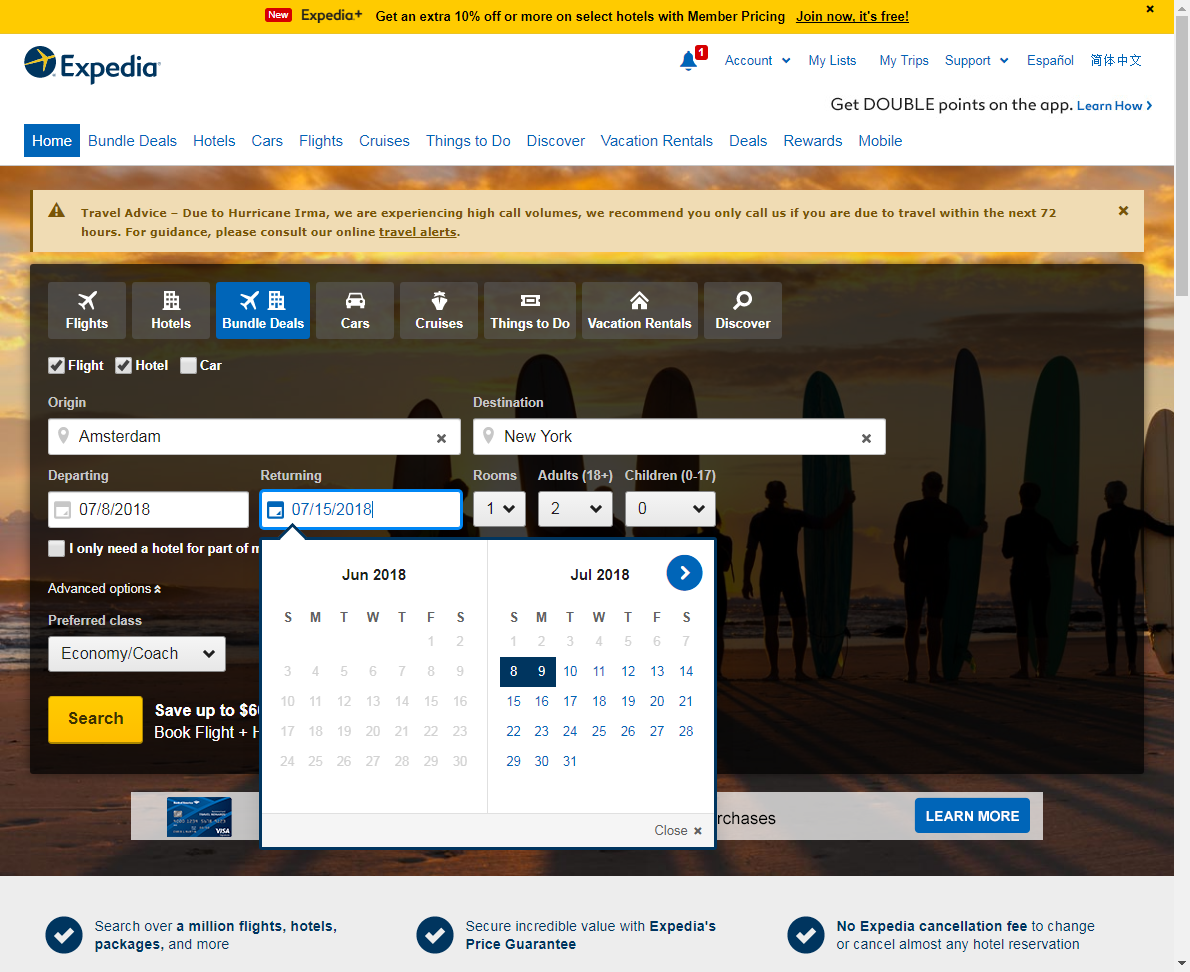 New Expedia+ Get an extra 10% off or more on select hotels with Member Pricing Join now, it's free!
Expedia
1
Account My Lists My Trips Support Español 简体中文
Get DOUBLE points on the app. Learn How
Home Bundle Deals Hotels Cars Flights Cruises Things to Do Discover Vacation Rentals Deals Rewards Mobile
Travel Advice – Due to Hurricane Irma, we are experiencing high call volumes, we recommend you only call us if you are due to travel within the next 72
hours. For guidance, please consult our online travel alerts.
Flights Hotels Bundle Deals Cars Cruises Things to Do Vacation Rentals Discover
Flight Hotel Car
Origin Destination
Amsterdam New York
Departing Returning Rooms Adults (18+) Children (0-17)
07/8/2018 07/15/2018 1 2 0
I only need a hotel for part of m
Advanced options
Preferred class
Economy/Coach
Search
Save up to $6
Book Flight + H
Jun 2018
S M T W T F S
1 2
3 4 5 6 7 8 9
10 11 12 13 14 15 16
17 18 19 20 21 22 23
24 25 26 27 28 29 30
Jul 2018
S M T W T F S
1 2 3 4 5 6 7
8 9 10 11 12 13 14
15 16 17 18 19 20 21
22 23 24 25 26 27 28
29 30 31
Close
rchases
LEARN MORE
VISA
Search over a million flights, hotels,
packages, and more
Secure incredible value with Expedia's
Price Guarantee
No Expedia cancellation fee to change
or cancel almost any hotel reservation